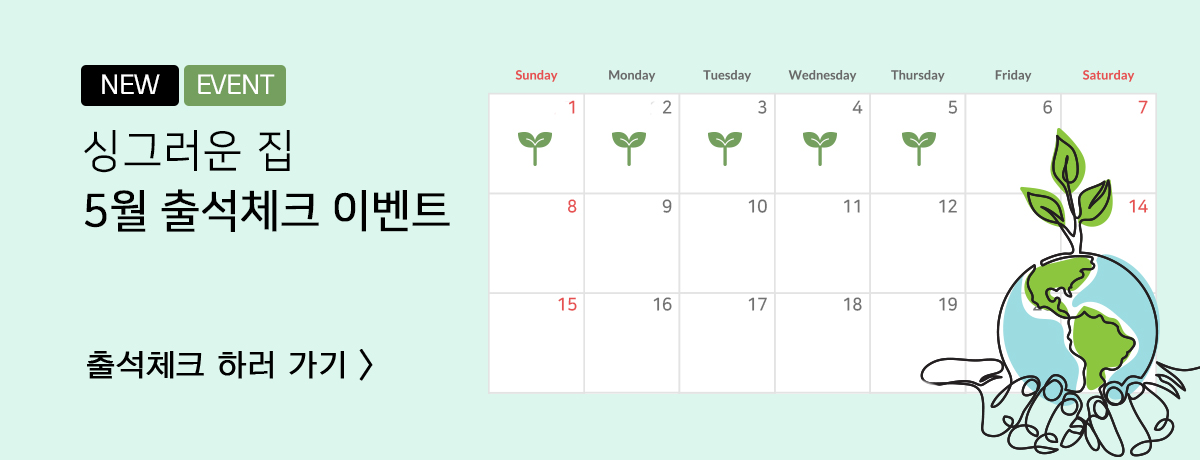 NEW EVENT
싱그러운 집
5월 출석체크 이벤트
출석체크 하러 가기 〉
Sunday Monday Tuesday Wednesday Thursday Friday Saturday
1 2 3 4 5 6 7
8 9 10 11 12 14
15 16 17 18 19